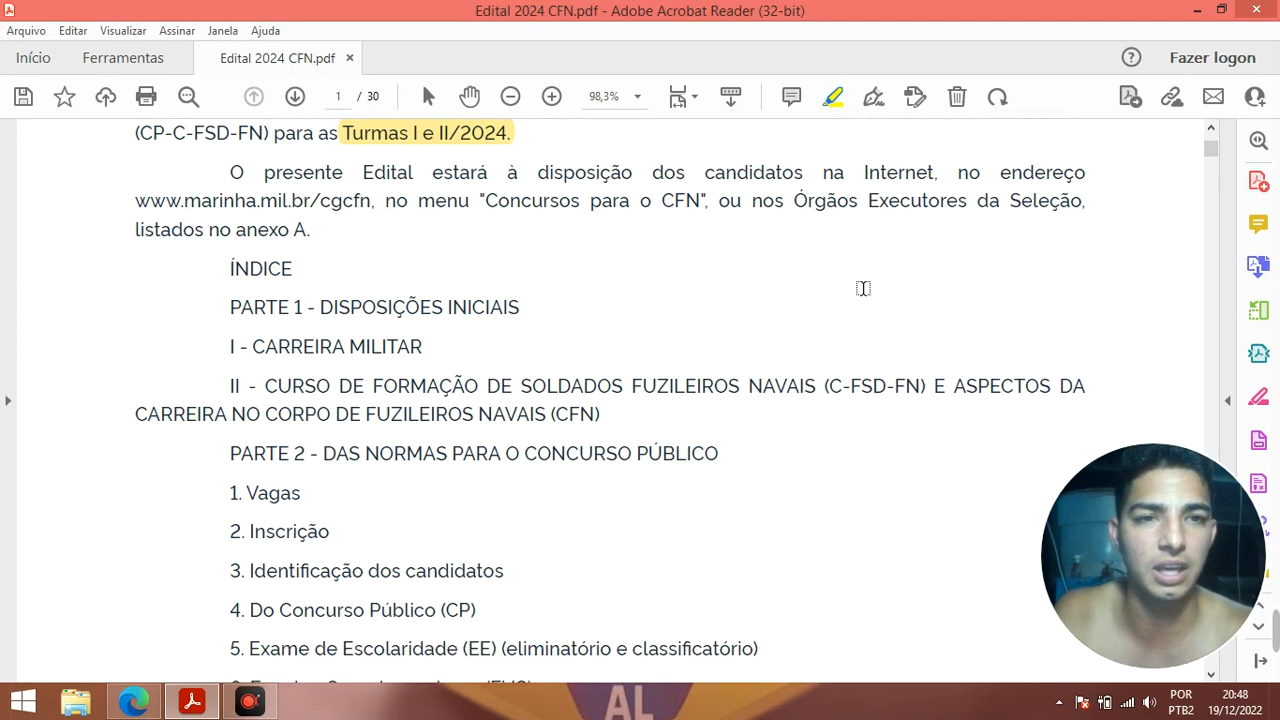 Edital 2024 CFN.pdf - Adobe Acrobat Reader (32-bit)
Arquivo Editar Visualizar Assinar Janela Ajuda
Início Ferramentas Edital 2024 CFN.pdf × Fazer logon
1 / 30 98,3%
(CP-C-FSD-FN) para as Turmas I e II/2024.
O presente Edital estará à disposição dos candidatos na Internet, no endereço
www.marinha.mil.br/cgcfn, no menu "Concursos para o CFN", ou nos Órgãos Executores da Seleção,
listados no anexo A.
ÍNDICE
PARTE 1 - DISPOSIÇÕES INICIAIS
I - CARREIRA MILITAR
II - CURSO DE FORMAÇÃO DE SOLDADOS FUZILEIROS NAVAIS (C-FSD-FN) E ASPECTOS DA
CARREIRA NO CORPO DE FUZILEIROS NAVAIS (CFN)
PARTE 2 - DAS NORMAS PARA O CONCURSO PÚBLICO
1. Vagas
2. Inscrição
3. Identificação dos candidatos
4. Do Concurso Público (CP)
5. Exame de Escolaridade (EE) (eliminatório e classificatório)
AL
POR 20:48
PTB2 19/12/2022